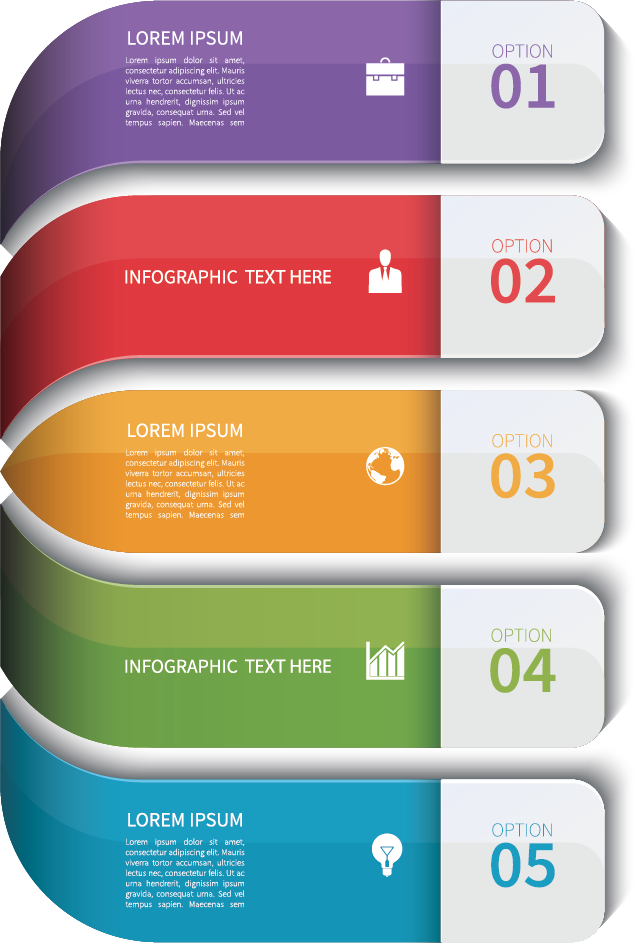 LOREM IPSUM
Lorem ipsum dolor sit amet,
consectetur adipiscing elit. Mauris
viverra tortor accumsan, ultricies
lectus nec, consectetur felis. Ut ac
urna hendrerit, dignissim ipsum
gravida, consequat urna. Sed vel
tempus sapien. Maecenas sem
OPTION
01
INFOGRAPHIC TEXT HERE
OPTION
02
LOREM IPSUM
Lorem ipsum dolor sit amet,
consectetur adipiscing elit. Mauris
viverra tortor accumsan, ultricies
lectus nec, consectetur felis. Ut ac
urna hendrerit, dignissim ipsum
gravida, consequat urna. Sed vel
tempus sapien. Maecenas sem
OPTION
03
INFOGRAPHIC TEXT HERE
OPTION
04
LOREM IPSUM
Lorem ipsum dolor sit amet,
consectetur adipiscing elit. Mauris
viverra tortor accumsan, ultricies
lectus nec, consectetur felis. Ut ac
urna hendrerit, dignissim ipsum
gravida, consequat urna. Sed vel
tempus sapien. Maecenas sem
OPTION
05